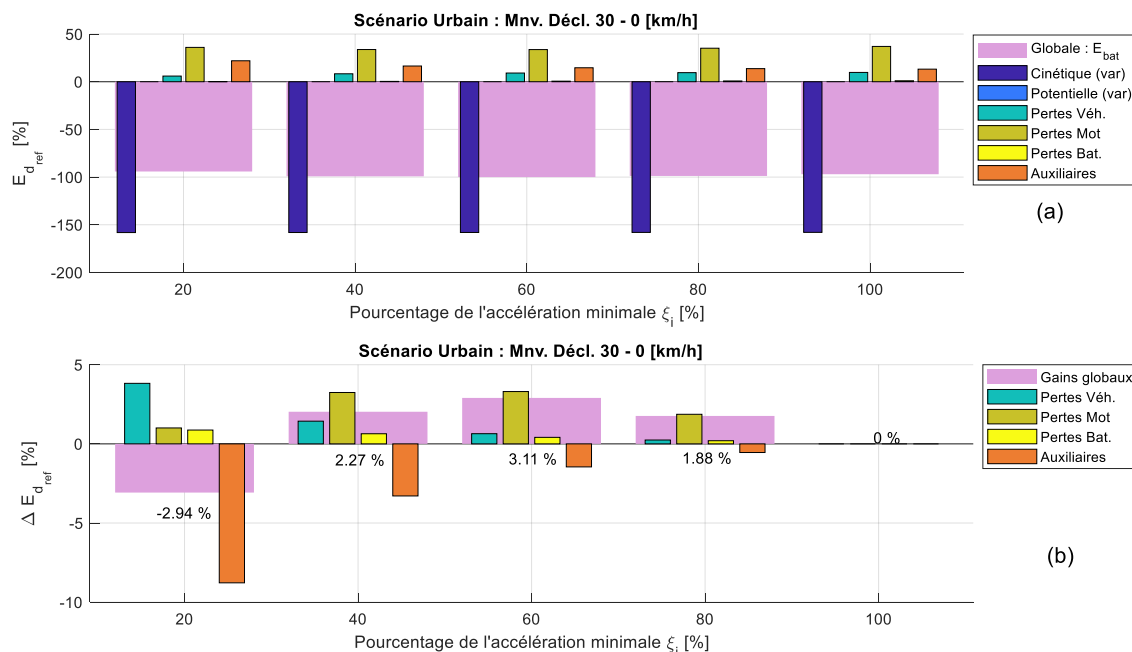 Scénario Urbain : Mnv. Décl. 30 - 0 [km/h]
50
0
-50
-100
-150
-200
E_d_ref [%]
20 40 60 80 100
Pourcentage de l'accélération minimale ξ_i [%]
Globale : E_bat
Cinétique (var)
Potentielle (var)
Pertes Véh.
Pertes Mot
Pertes Bat.
Auxiliaires
(a)
Scénario Urbain : Mnv. Décl. 30 - 0 [km/h]
5
0
-5
-10
Δ E_d_ref [%]
-2.94 %
2.27 %
3.11 %
1.88 %
0 %
20 40 60 80 100
Pourcentage de l'accélération minimale ξ_i [%]
Gains globaux
Pertes Véh.
Pertes Mot
Pertes Bat.
Auxiliaires
(b)